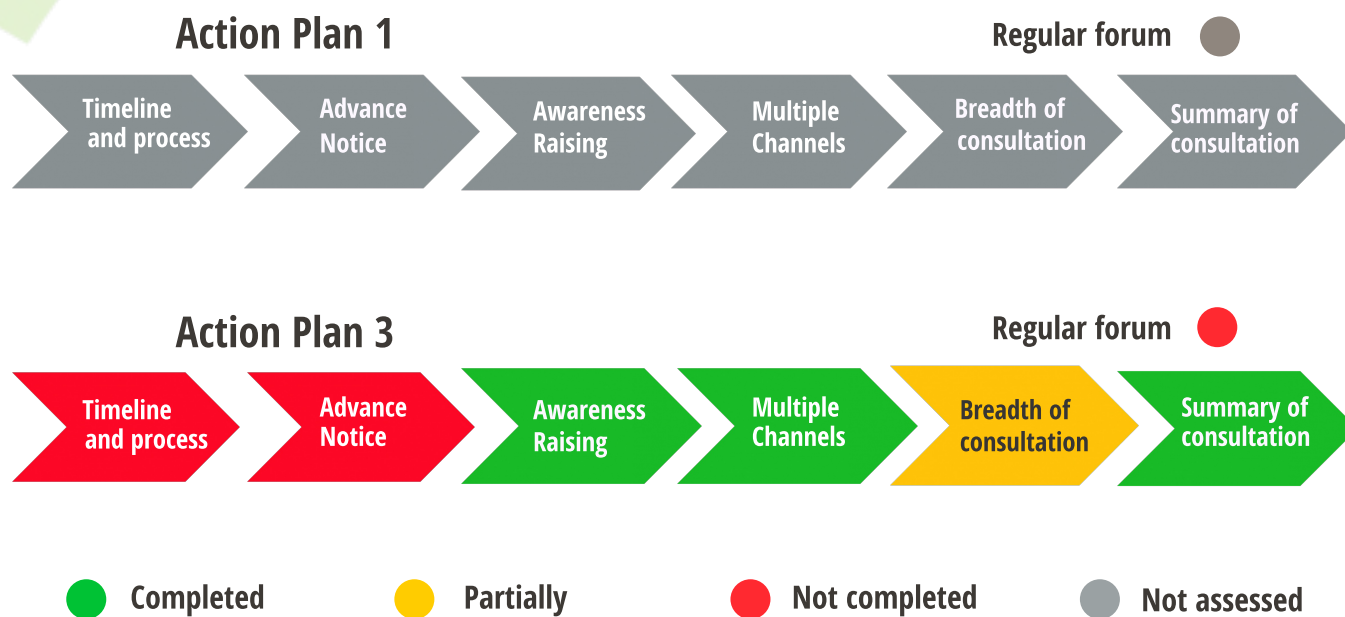 Action Plan 1
Regular forum
Timeline
and process
Advance
Notice
Awareness
Raising
Multiple
Channels
Breadth of
consultation
Summary of
consultation
Action Plan 3
Regular forum
Timeline
and process
Advance
Notice
Awareness
Raising
Multiple
Channels
Breadth of
consultation
Summary of
consultation
Completed
Partially
Not completed
Not assessed